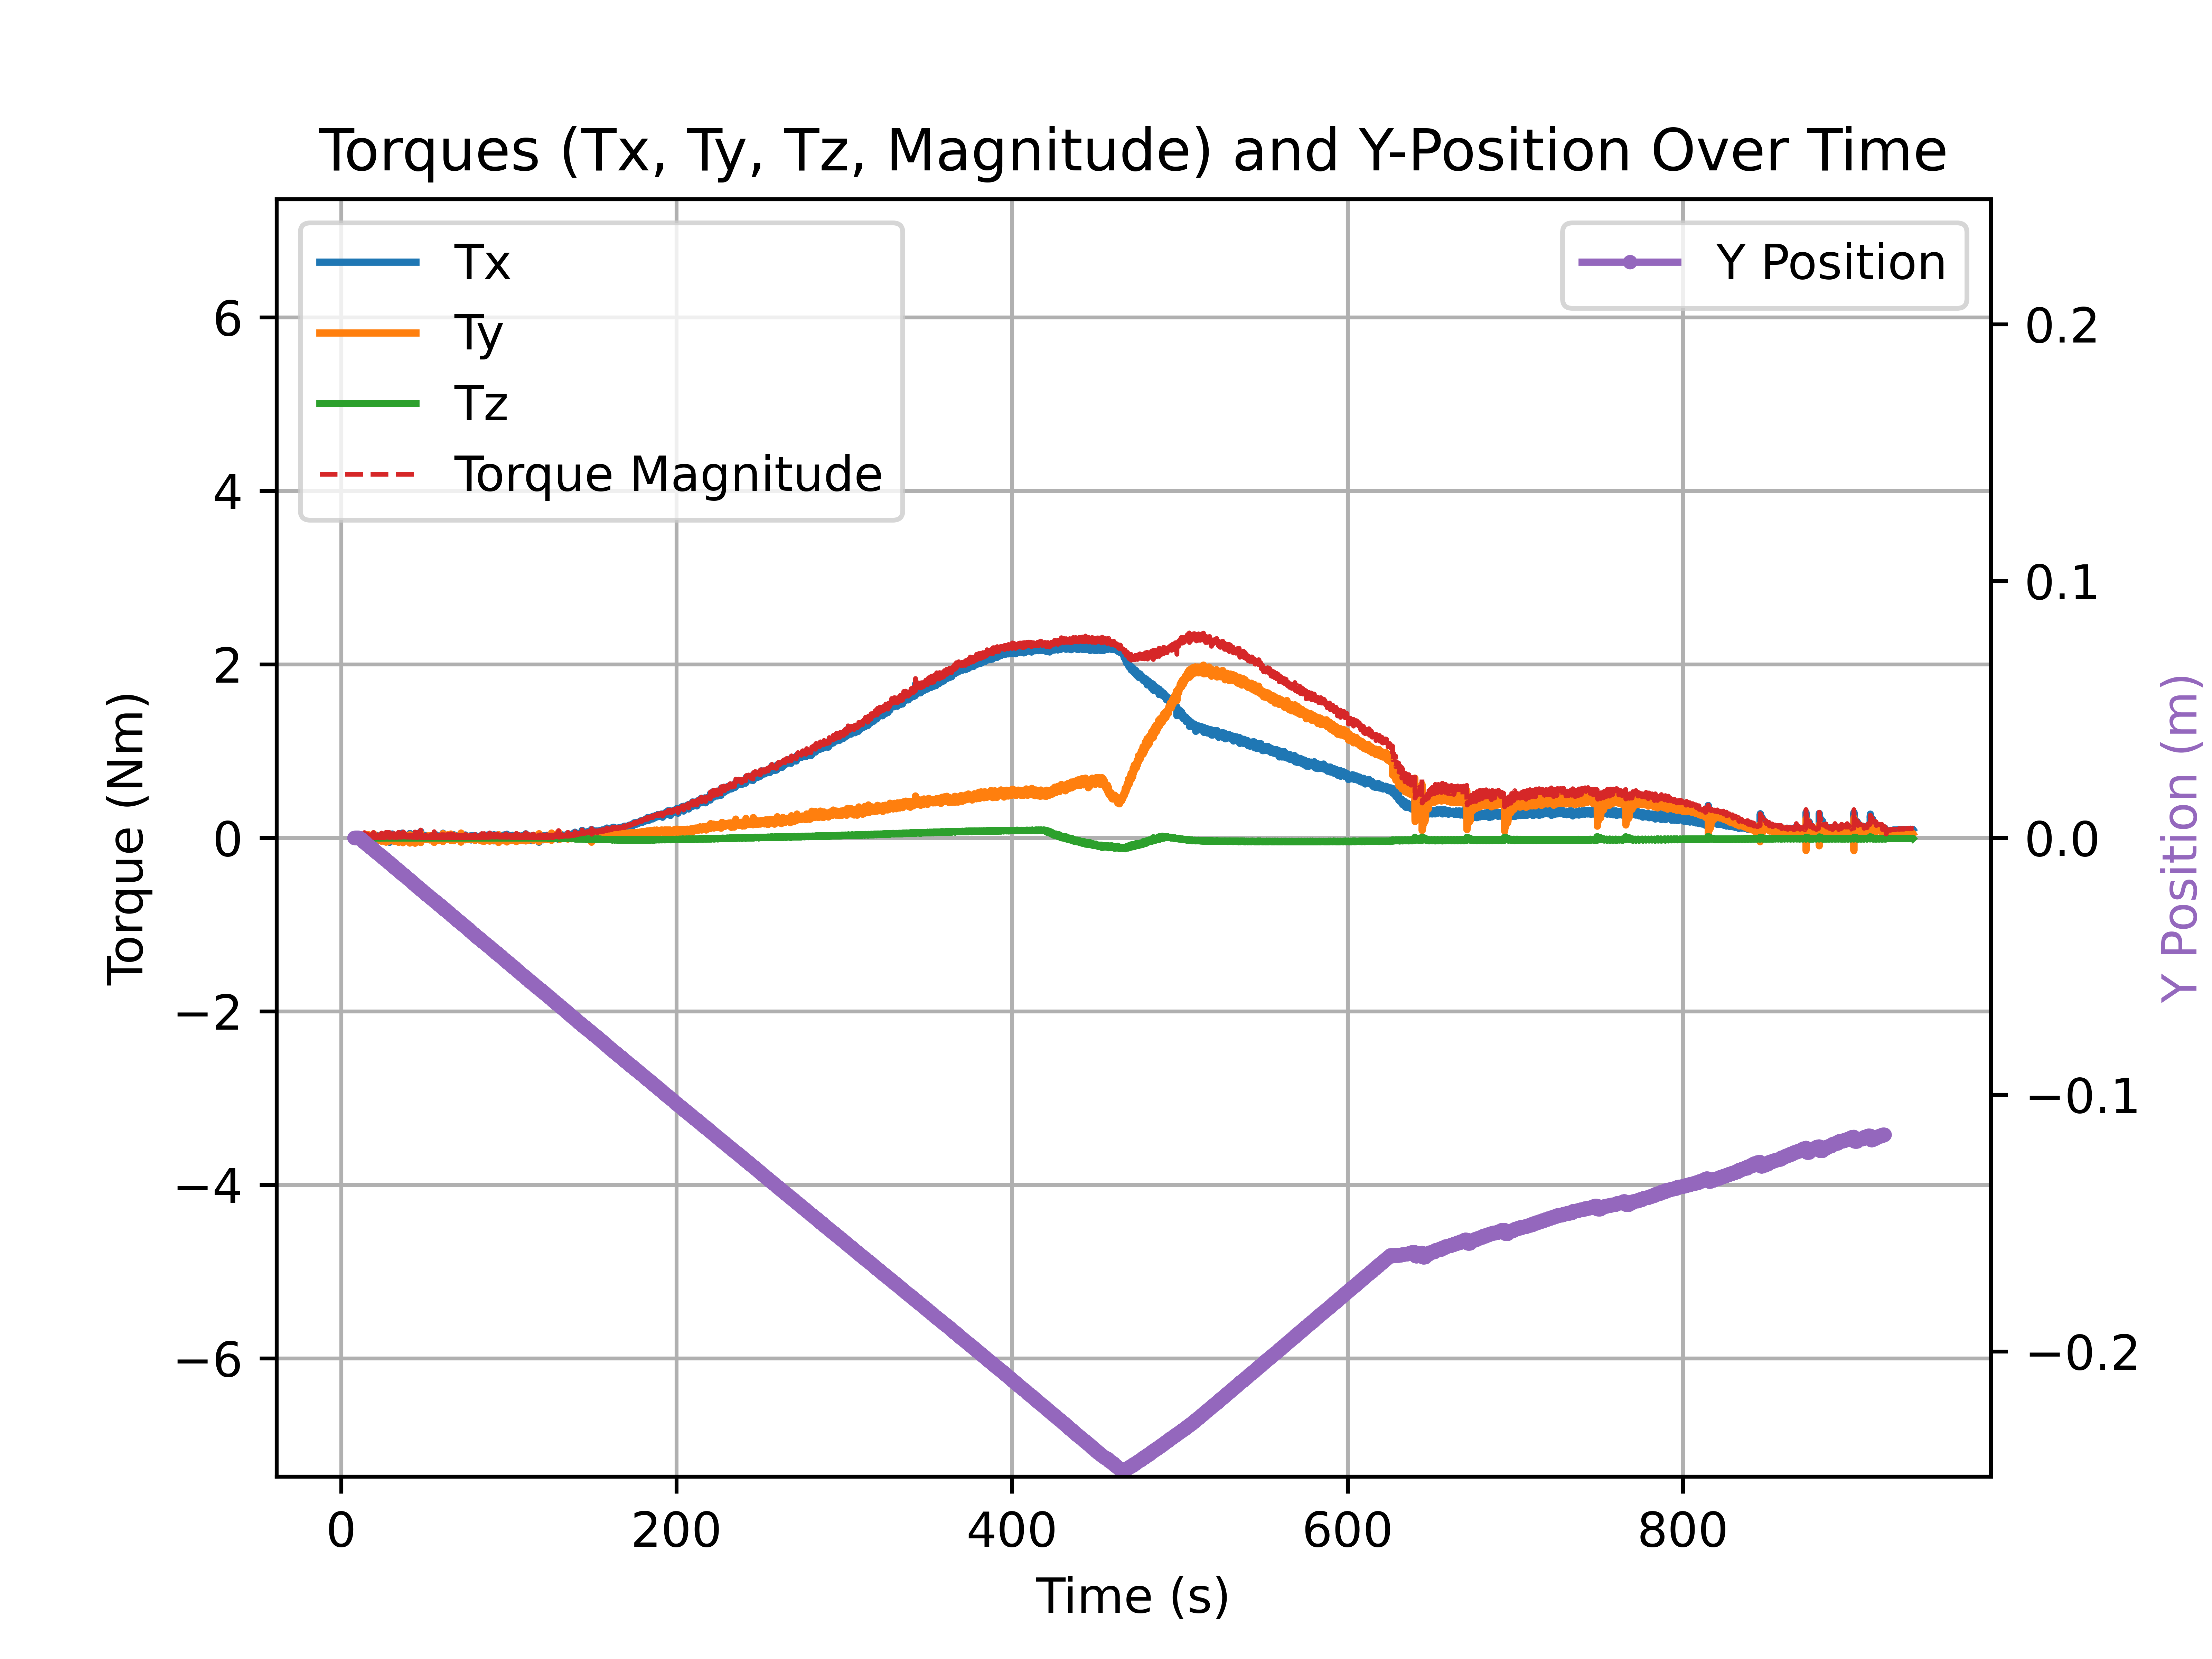 Torques (Tx, Ty, Tz, Magnitude) and Y-Position Over Time
Tx
Ty
Tz
Torque Magnitude
Y Position
6
4
2
0
−2
−4
−6
Torque (Nm)
0.2
0.1
0.0
−0.1
−0.2
Y Position (m)
0 200 400 600 800
Time (s)